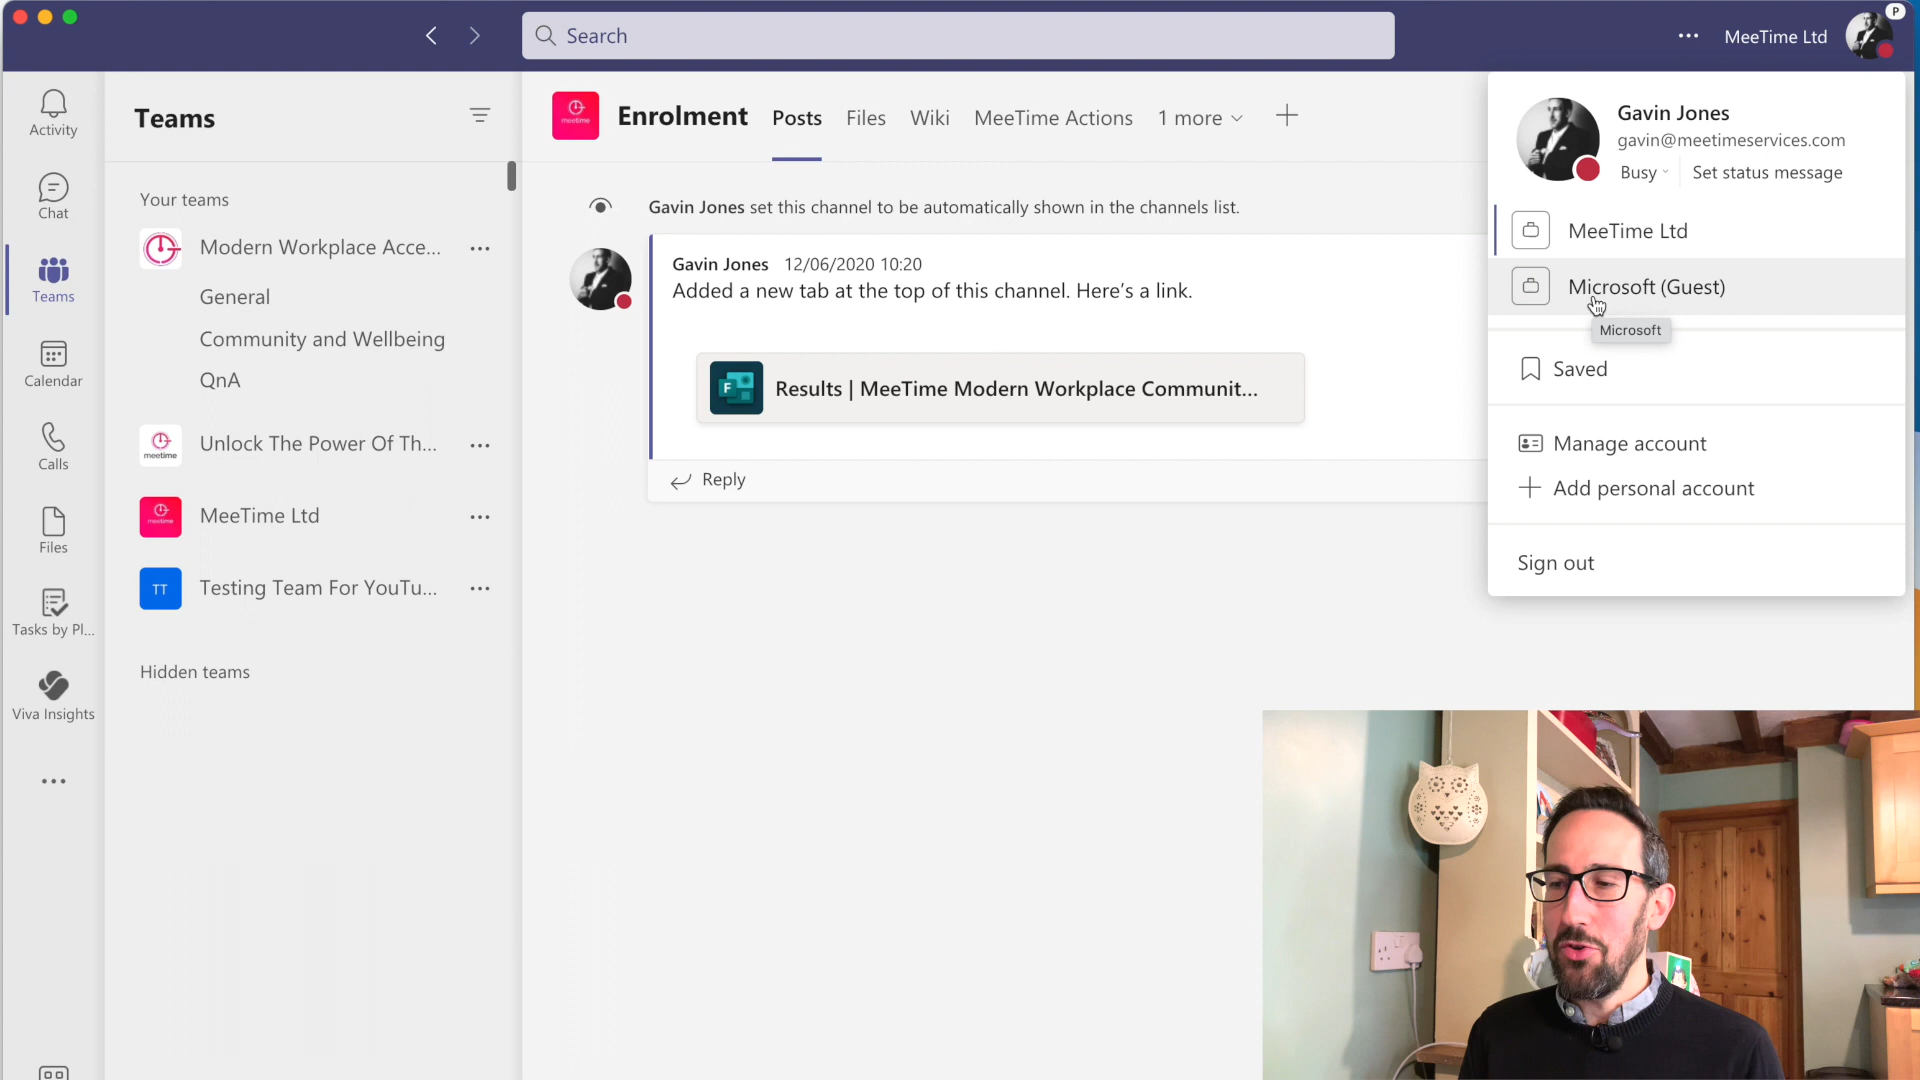 Search
MeeTime Ltd
P
Activity
Chat
Teams
Calendar
Calls
Files
Tasks by Pl...
Viva Insights
Teams
Your teams
Modern Workplace Acce...
General
Community and Wellbeing
QnA
meetime
Unlock The Power Of Th...
meetime
MeeTime Ltd
TT
Testing Team For YouTu...
Hidden teams
meetime
Enrolment
Posts
Files
Wiki
MeeTime Actions
1 more
Gavin Jones set this channel to be automatically shown in the channels list.
Gavin Jones 12/06/2020 10:20
Added a new tab at the top of this channel. Here's a link.
F
Results | MeeTime Modern Workplace Communit...
Reply
Gavin Jones
gavin@meetimeservices.com
Busy
Set status message
MeeTime Ltd
Microsoft (Guest)
Microsoft
Saved
Manage account
Add personal account
Sign out